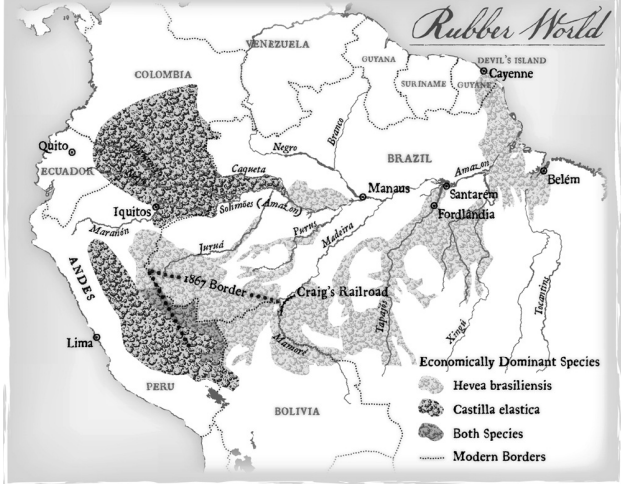 Rubber World
VENEZUELA
GUYANA
DEVIL'S ISLAND
Cayenne
COLOMBIA
SURINAME
GUYANE
Quito
ECUADOR
Negro
Branco
BRAZIL
Amazon
Belém
Caqueta
Manaus
Santarém
Iquitos
Solimões (Amazon)
Fordlândia
Marañón
Juruá
Purus
Madeira
ANDES
1867 Border
Craig's Railroad
Tapajós
Xingú
Tocantins
Lima
Mamoré
PERU
BOLIVIA
Economically Dominant Species
Hevea brasiliensis
Castilla elastica
Both Species
Modern Borders